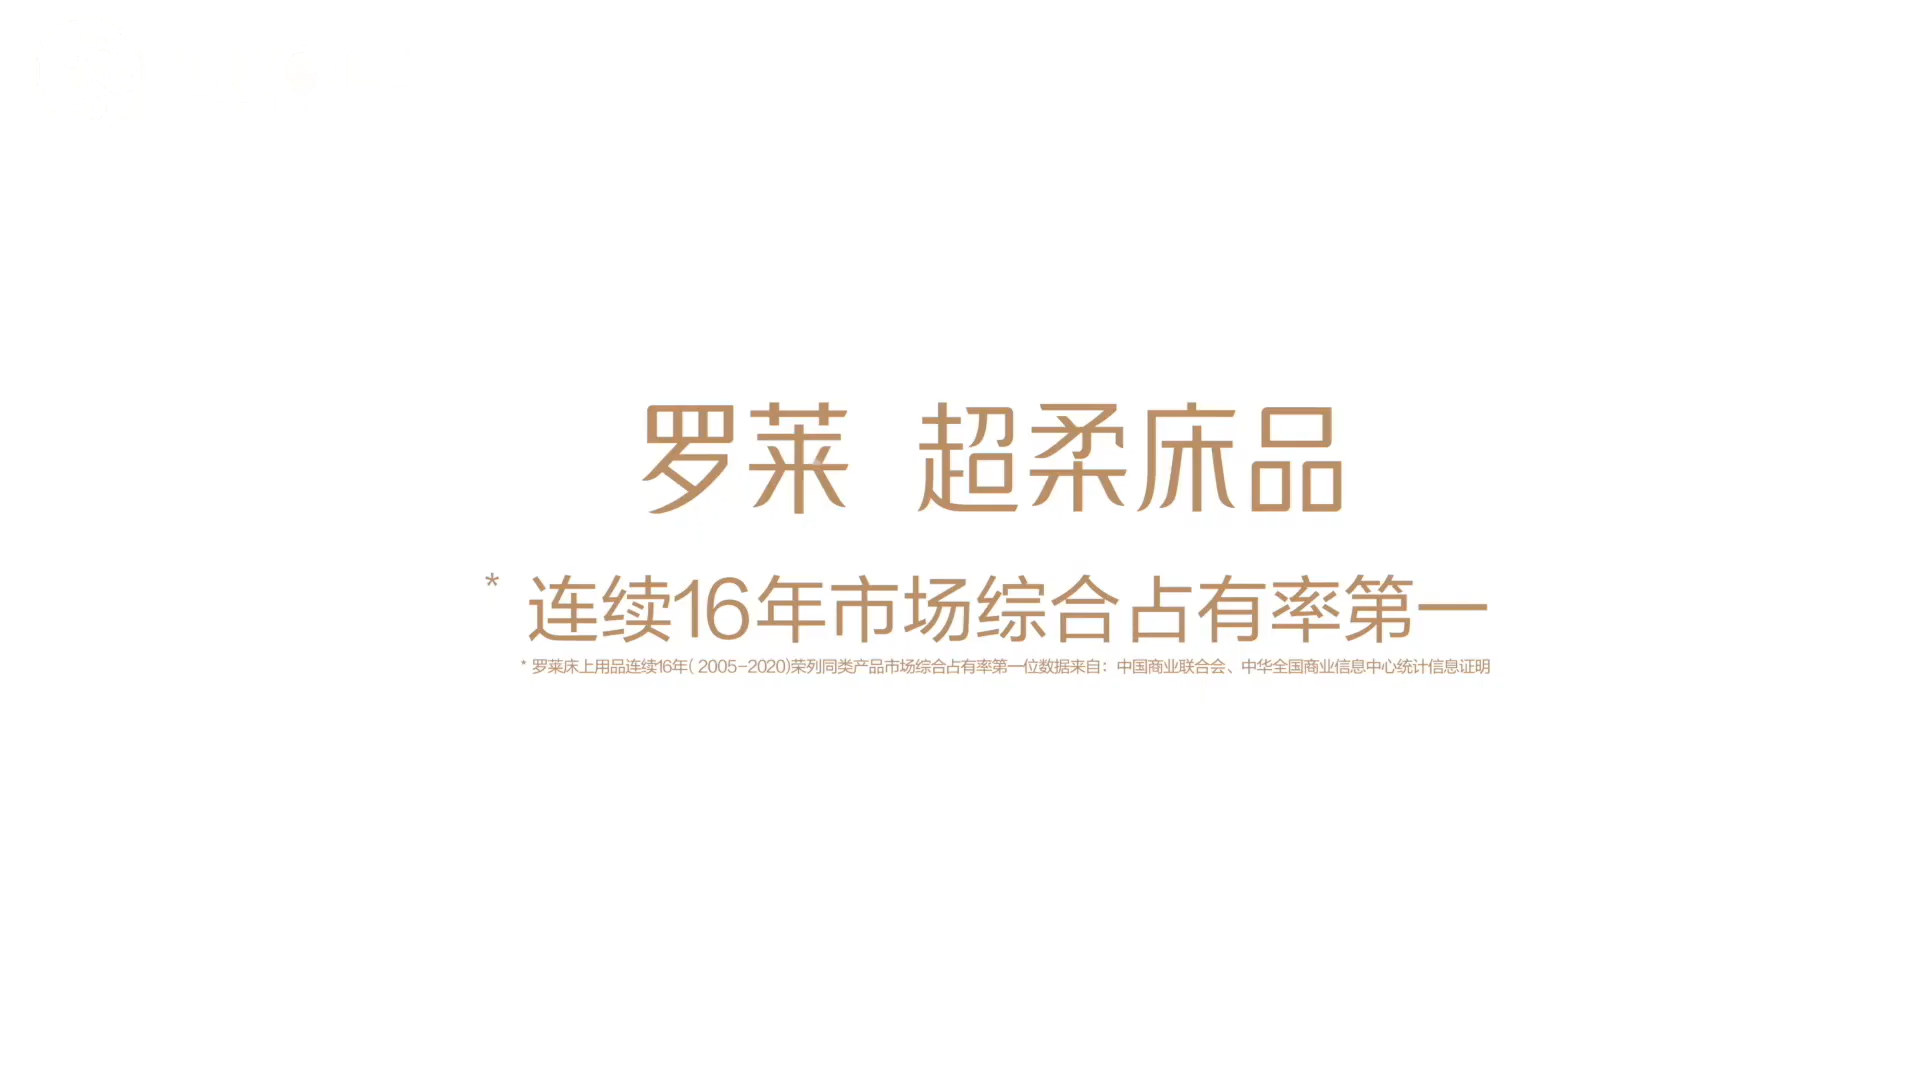 罗莱 超柔床品
* 连续16年市场综合占有率第一
* 罗莱床上用品连续16年( 2005-2020)荣列同类产品市场综合占有率第一位数据来自：中国商业联合会、中华全国商业信息中心统计信息证明